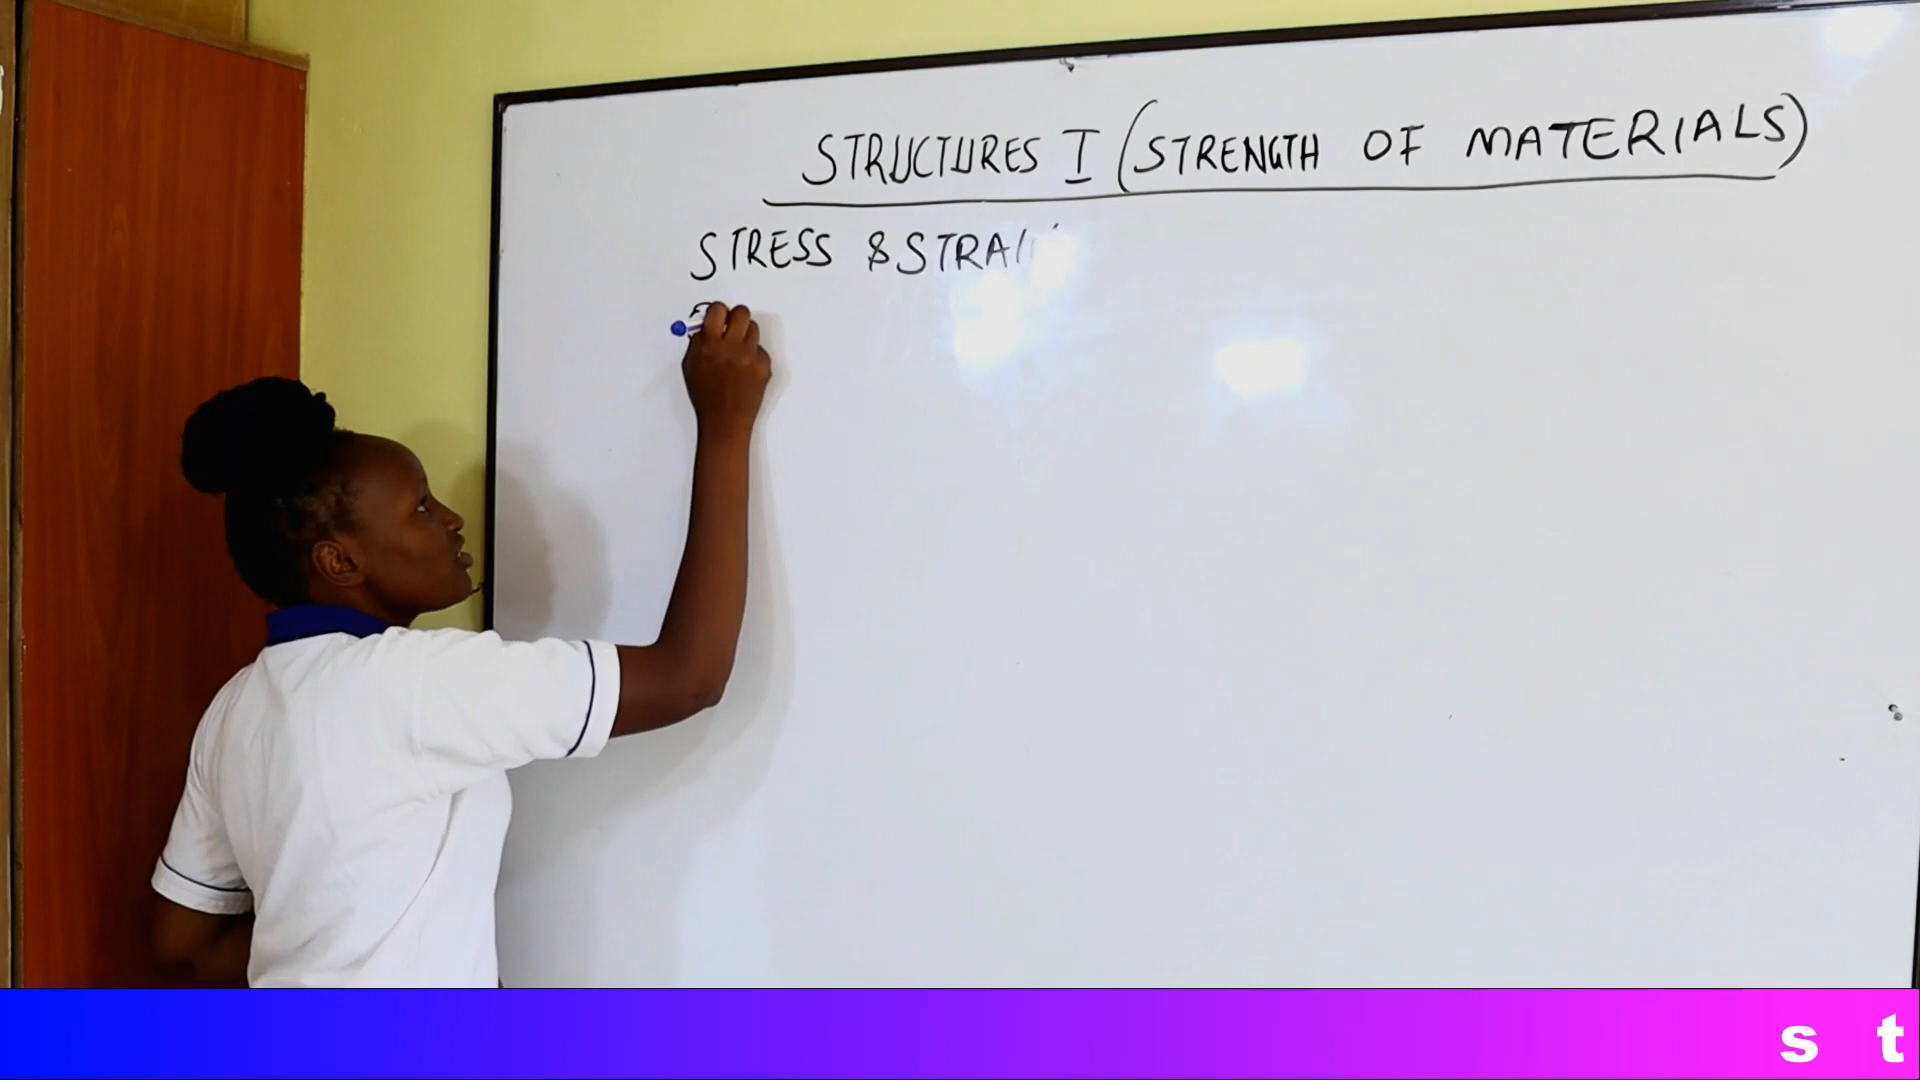 STRUCTURES I (STRENGTH OF MATERIALS)
STRESS & STRAI
s t